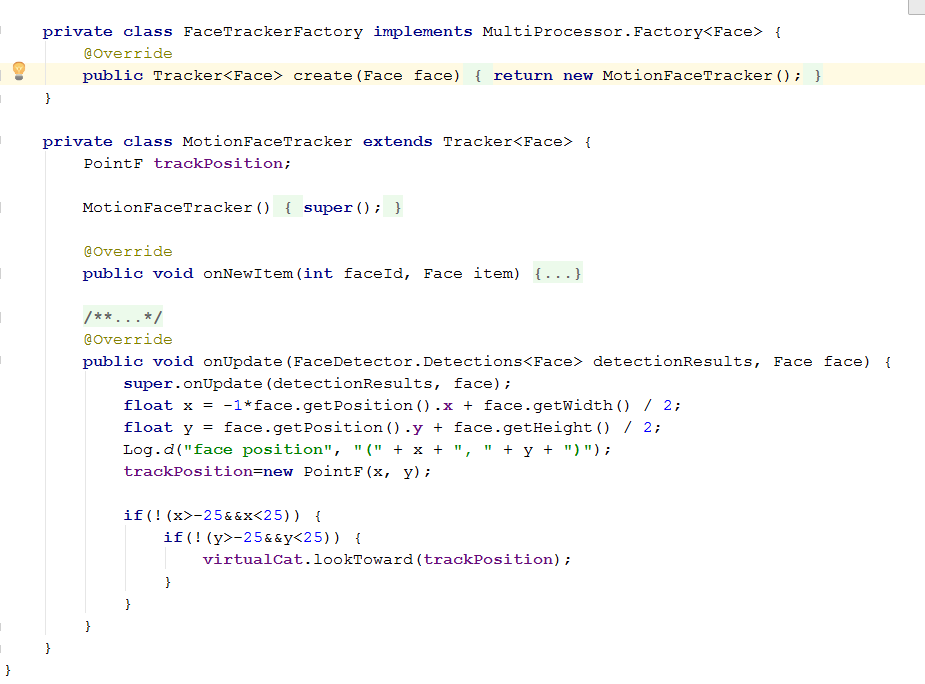 private class FaceTrackerFactory implements MultiProcessor.Factory<Face> {
@Override
public Tracker<Face> create(Face face) { return new MotionFaceTracker(); }
}
private class MotionFaceTracker extends Tracker<Face> {
PointF trackPosition;
MotionFaceTracker() { super(); }
@Override
public void onNewItem(int faceId, Face item) {...}
/**...*/
@Override
public void onUpdate(FaceDetector.Detections<Face> detectionResults, Face face) {
super.onUpdate(detectionResults, face);
float x = -1*face.getPosition().x + face.getWidth() / 2;
float y = face.getPosition().y + face.getHeight() / 2;
Log.d("face position", "(" + x + ", " + y + ")");
trackPosition=new PointF(x, y);
if(!(x>-25&&x<25)) {
if(!(y>-25&&y<25)) {
virtualCat.lookToward(trackPosition);
}
}
}
}
}